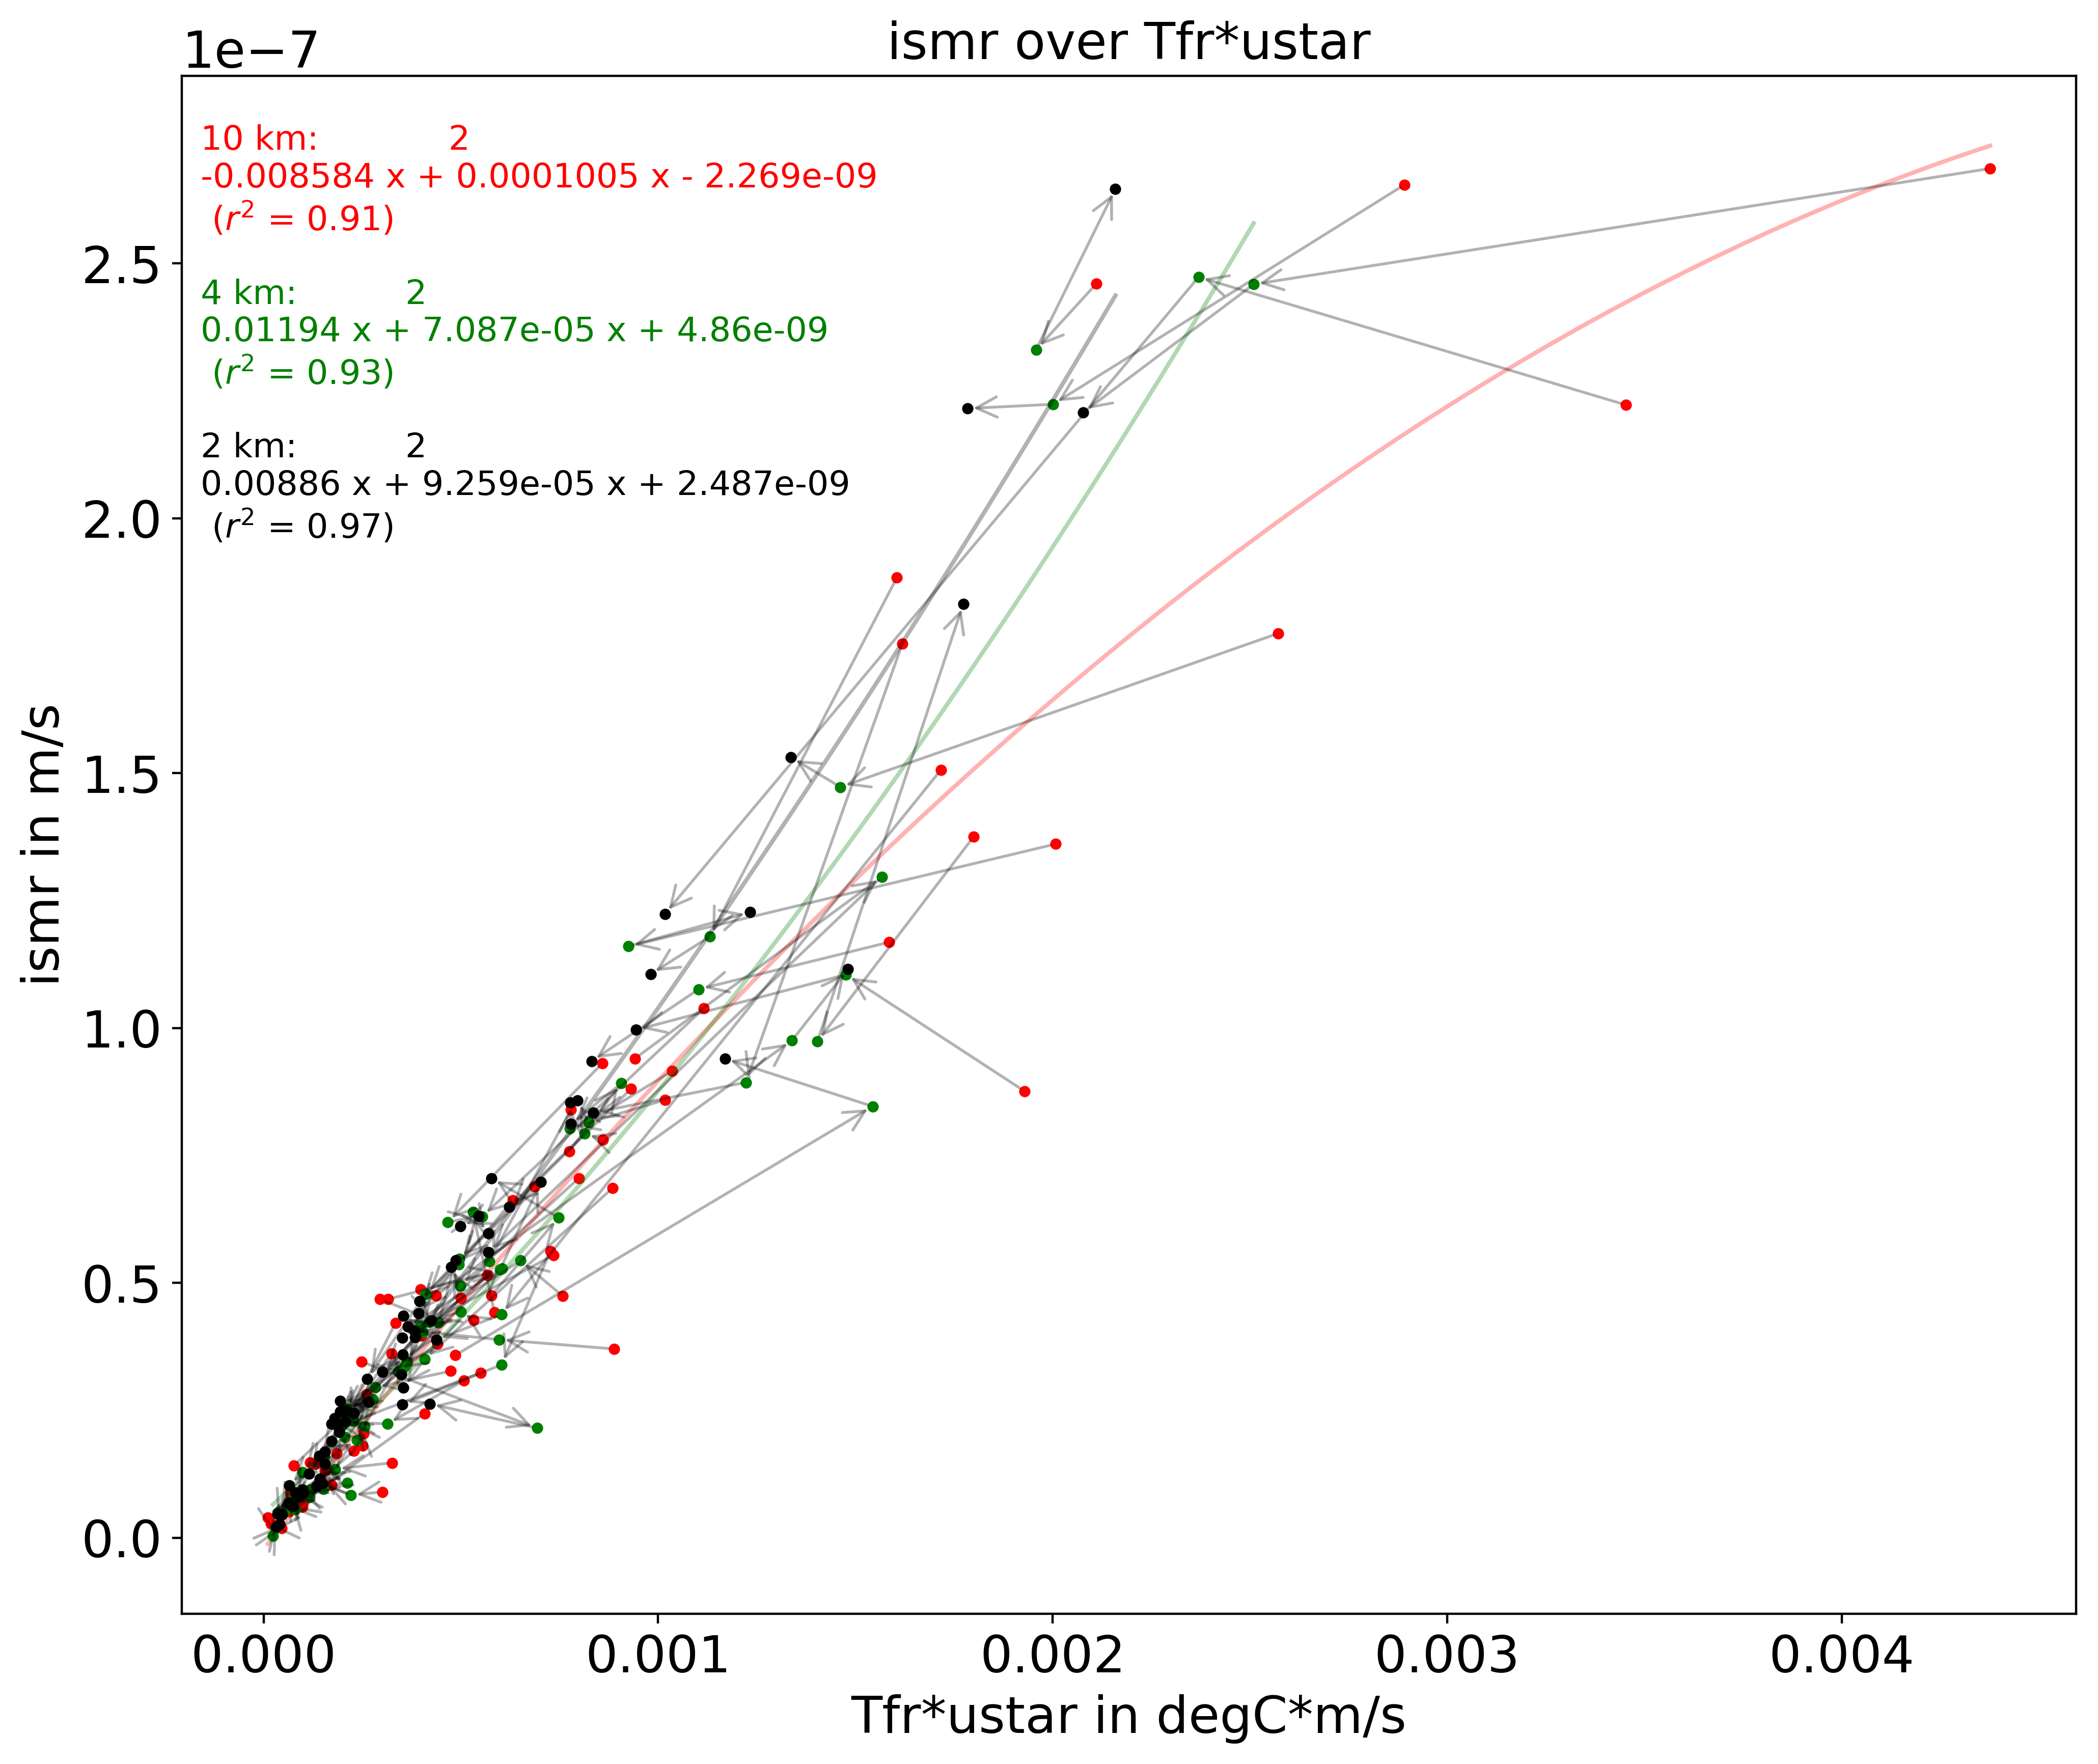 ismr over Tfr*ustar
1e−7
10 km: 2
-0.008584 x + 0.0001005 x - 2.269e-09
(r² = 0.91)
4 km: 2
0.01194 x + 7.087e-05 x + 4.86e-09
(r² = 0.93)
2 km: 2
0.00886 x + 9.259e-05 x + 2.487e-09
(r² = 0.97)
2.5
2.0
1.5
1.0
0.5
0.0
ismr in m/s
0.000 0.001 0.002 0.003 0.004
Tfr*ustar in degC*m/s